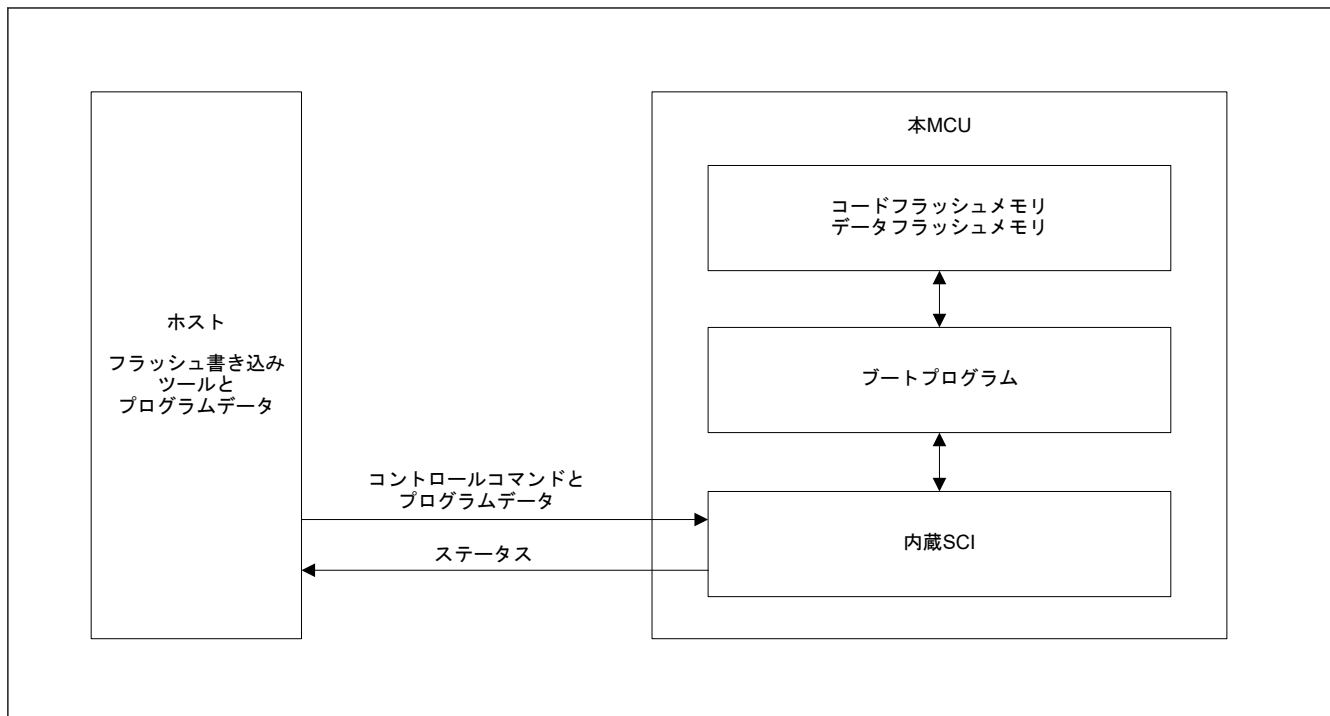 本MCU
コードフラッシュメモリ
データフラッシュメモリ
ホスト
フラッシュ書き込み
ツールと
プログラムデータ
ブートプログラム
コントロールコマンドと
プログラムデータ
内蔵SCI
ステータス